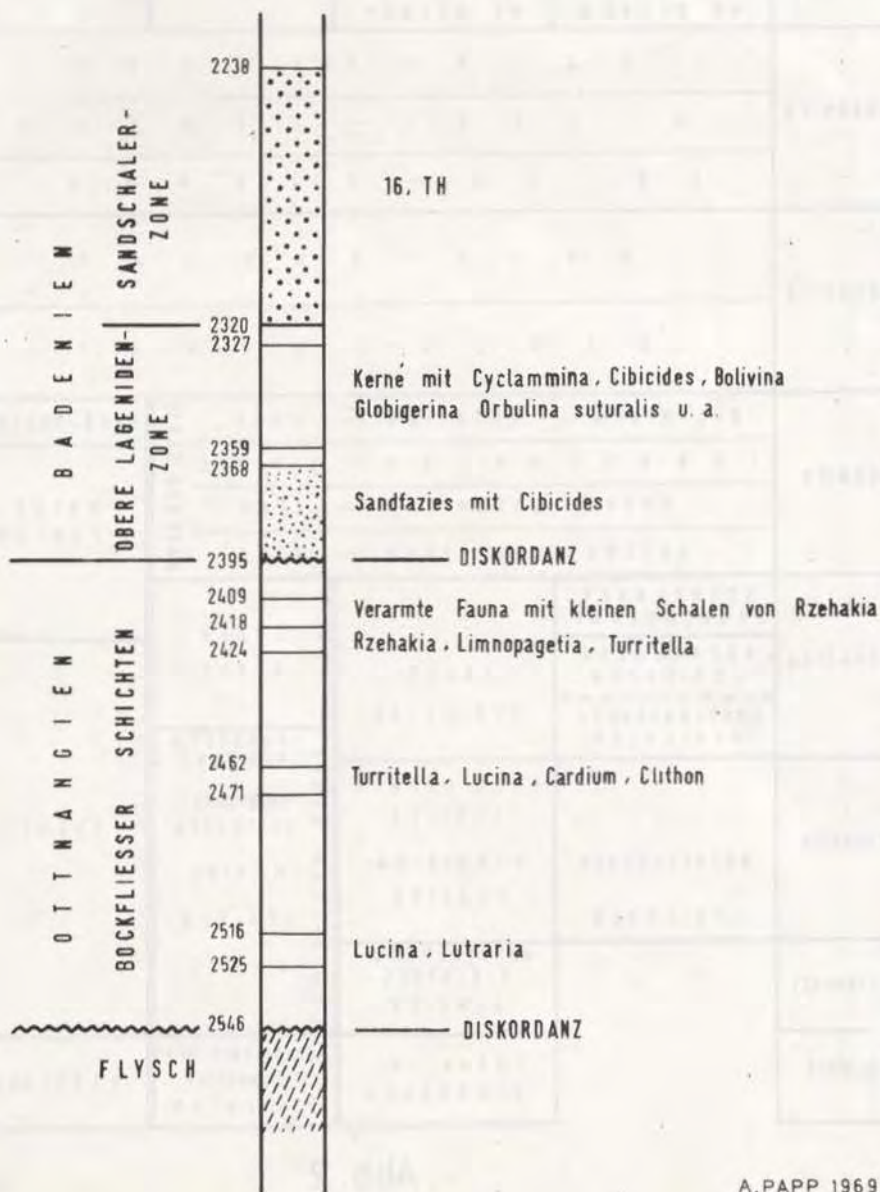 2238
SANDSCHALER-
ZONE
16. TH
BADENIEN
2320
2327
OBERE LAGENIDEN-
ZONE
Kerne mit Cyclammina, Cibicides, Bolivina
Globigerina Orbulina suturalis u. a.
2359
2368
Sandfazies mit Cibicides
2395
DISKORDANZ
2409
Verarmte Fauna mit kleinen Schalen von Rzehakia
2418
Rzehakia, Limnopagetia, Turritella
2424
OTTNANGIEN
BOCKFLIESSER SCHICHTEN
2462
Turritella, Lucina, Cardium, Clithon
2471
2516
Lucina, Lutraria
2525
2546
DISKORDANZ
FLYSCH
A. PAPP 1969